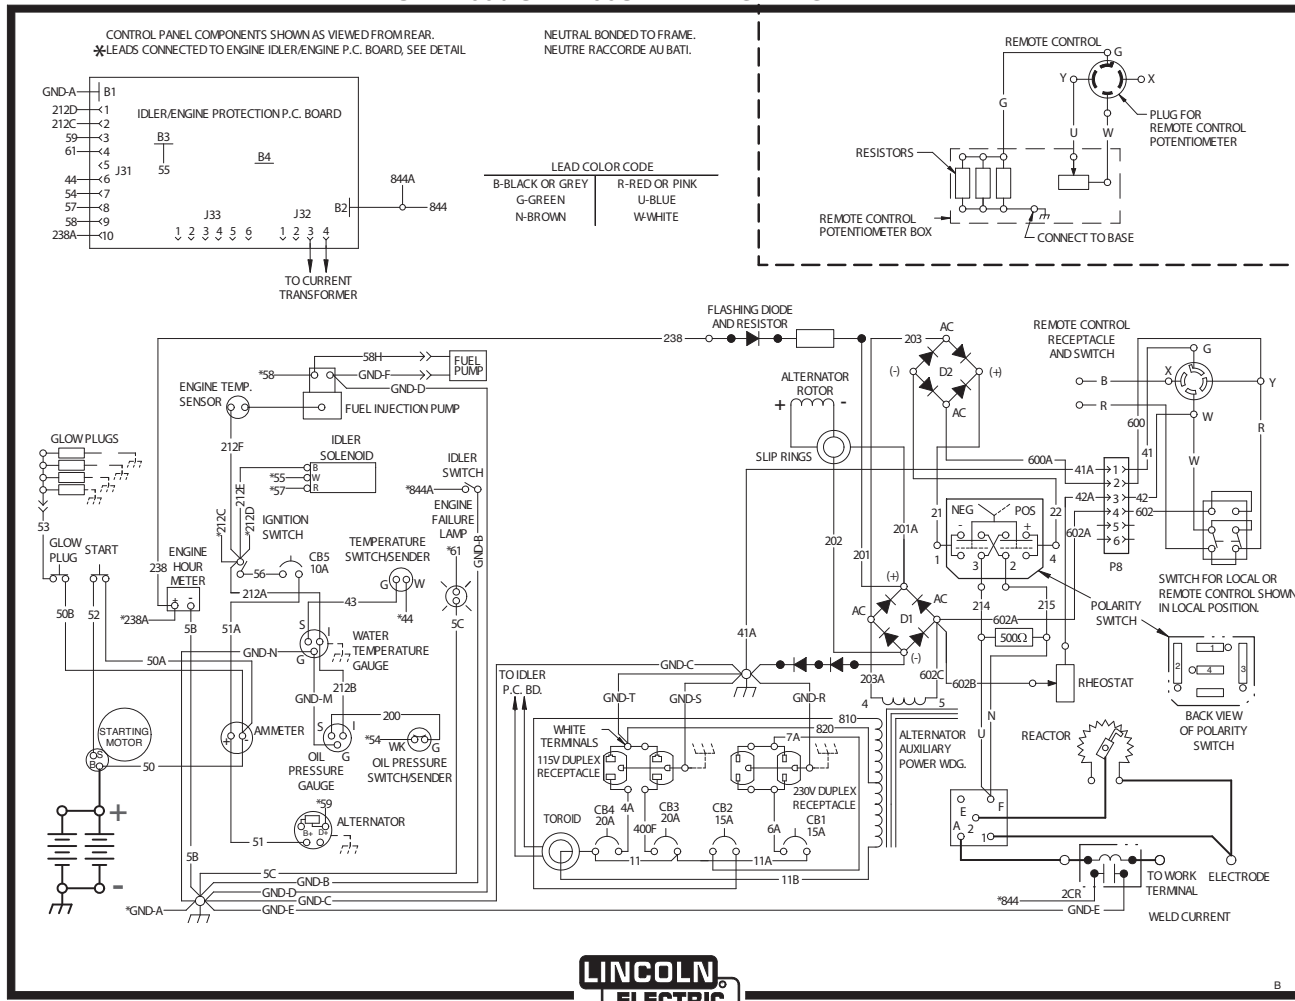 CONTROL PANEL COMPONENTS SHOWN AS VIEWED FROM REAR.
*LEADS CONNECTED TO ENGINE IDLER/ENGINE P.C. BOARD, SEE DETAIL
NEUTRAL BONDED TO FRAME.
NEUTRE RACCORDE AU BATI.
GND-A B1
212D 1
212C 2
59 3
61 4
5
44 6
54 7
57 8
58 9
238A 10
J31
IDLER/ENGINE PROTECTION P.C. BOARD
B3
55
B4
J33
1 2 3 4 5 6
J32
1 2 3 4
B2
844A
844
TO CURRENT
TRANSFORMER
LEAD COLOR CODE
B-BLACK OR GREY R-RED OR PINK
G-GREEN U-BLUE
N-BROWN W-WHITE
REMOTE CONTROL
G
Y X
G
U W
PLUG FOR
REMOTE CONTROL
POTENTIOMETER
RESISTORS
REMOTE CONTROL
POTENTIOMETER BOX
CONNECT TO BASE
FLASHING DIODE
AND RESISTOR
238
203
AC
(-) D2 (+)
AC
REMOTE CONTROL
RECEPTACLE
AND SWITCH
G
X
Y
B
R
W
600
41
R
W
58H
FUEL
PUMP
*58
GND-F
GND-D
ENGINE TEMP.
SENSOR
FUEL INJECTION PUMP
ALTERNATOR
ROTOR
+ -
SLIP RINGS
GLOW PLUGS
212F
IDLER
SOLENOID
B
*55 W
*57 R
212E
*212C
*212D
IDLER
SWITCH
*844A
ENGINE
FAILURE
LAMP
*61
GND-B
600A
41A 1
2
42A 3 42
4 602
602A 5
6
P8
53
GLOW
PLUG START
IGNITION
SWITCH
CB5
10A
56
212A
TEMPERATURE
SWITCH/SENDER
G W
*44
43
238
ENGINE
HOUR
METER
+ -
*238A
50B
52
5B
51A
5C
202
201
201A
21
22
NEG POS
- +
1 3 2 4
SWITCH FOR LOCAL OR
REMOTE CONTROL SHOWN
IN LOCAL POSITION.
(+)
AC AC
D1
(-)
214 215
602A
500Ω
POLARITY
SWITCH
41A
S I
G
WATER
TEMPERATURE
GAUGE
GND-N
50A
GND-C
TO IDLER
P.C. BD.
GND-T
GND-S
GND-R
203A
602C
602B
RHEOSTAT
2 1 4 3
BACK VIEW
OF POLARITY
SWITCH
212B
GND-M
200
STARTING
MOTOR
S
B
+ -
AMMETER
S I
G
OIL
PRESSURE
GAUGE
*54
WK G
OIL PRESSURE
SWITCH/SENDER
50
4 5
810
820
7A
WHITE
TERMINALS
115V DUPLEX
RECEPTACLE
230V DUPLEX
RECEPTACLE
ALTERNATOR
AUXILIARY
POWER WDG.
N
U
REACTOR
+
-
*59
B+ D+
ALTERNATOR
51
5B
TOROID
CB4
20A
4A
400F
CB3
20A
CB2
15A
6A
CB1
15A
11
11A
11B
E F
A 2
1
TO WORK
TERMINAL
ELECTRODE
*844
2CR
GND-E
WELD CURRENT
5C
GND-B
GND-D
GND-C
*GND-A
GND-E
LINCOLN
ELECTRIC
B